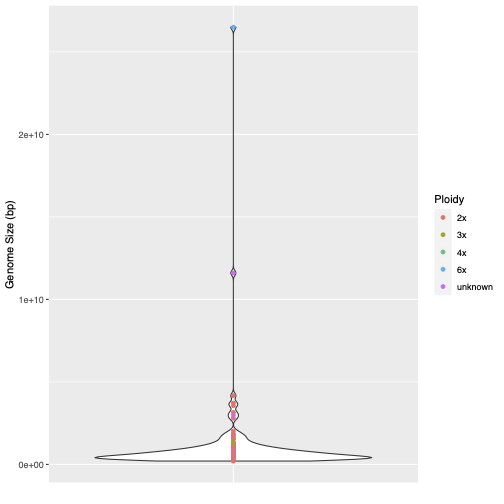 Genome Size (bp)
2e+10
1e+10
0e+00
Ploidy
2x
3x
4x
6x
unknown